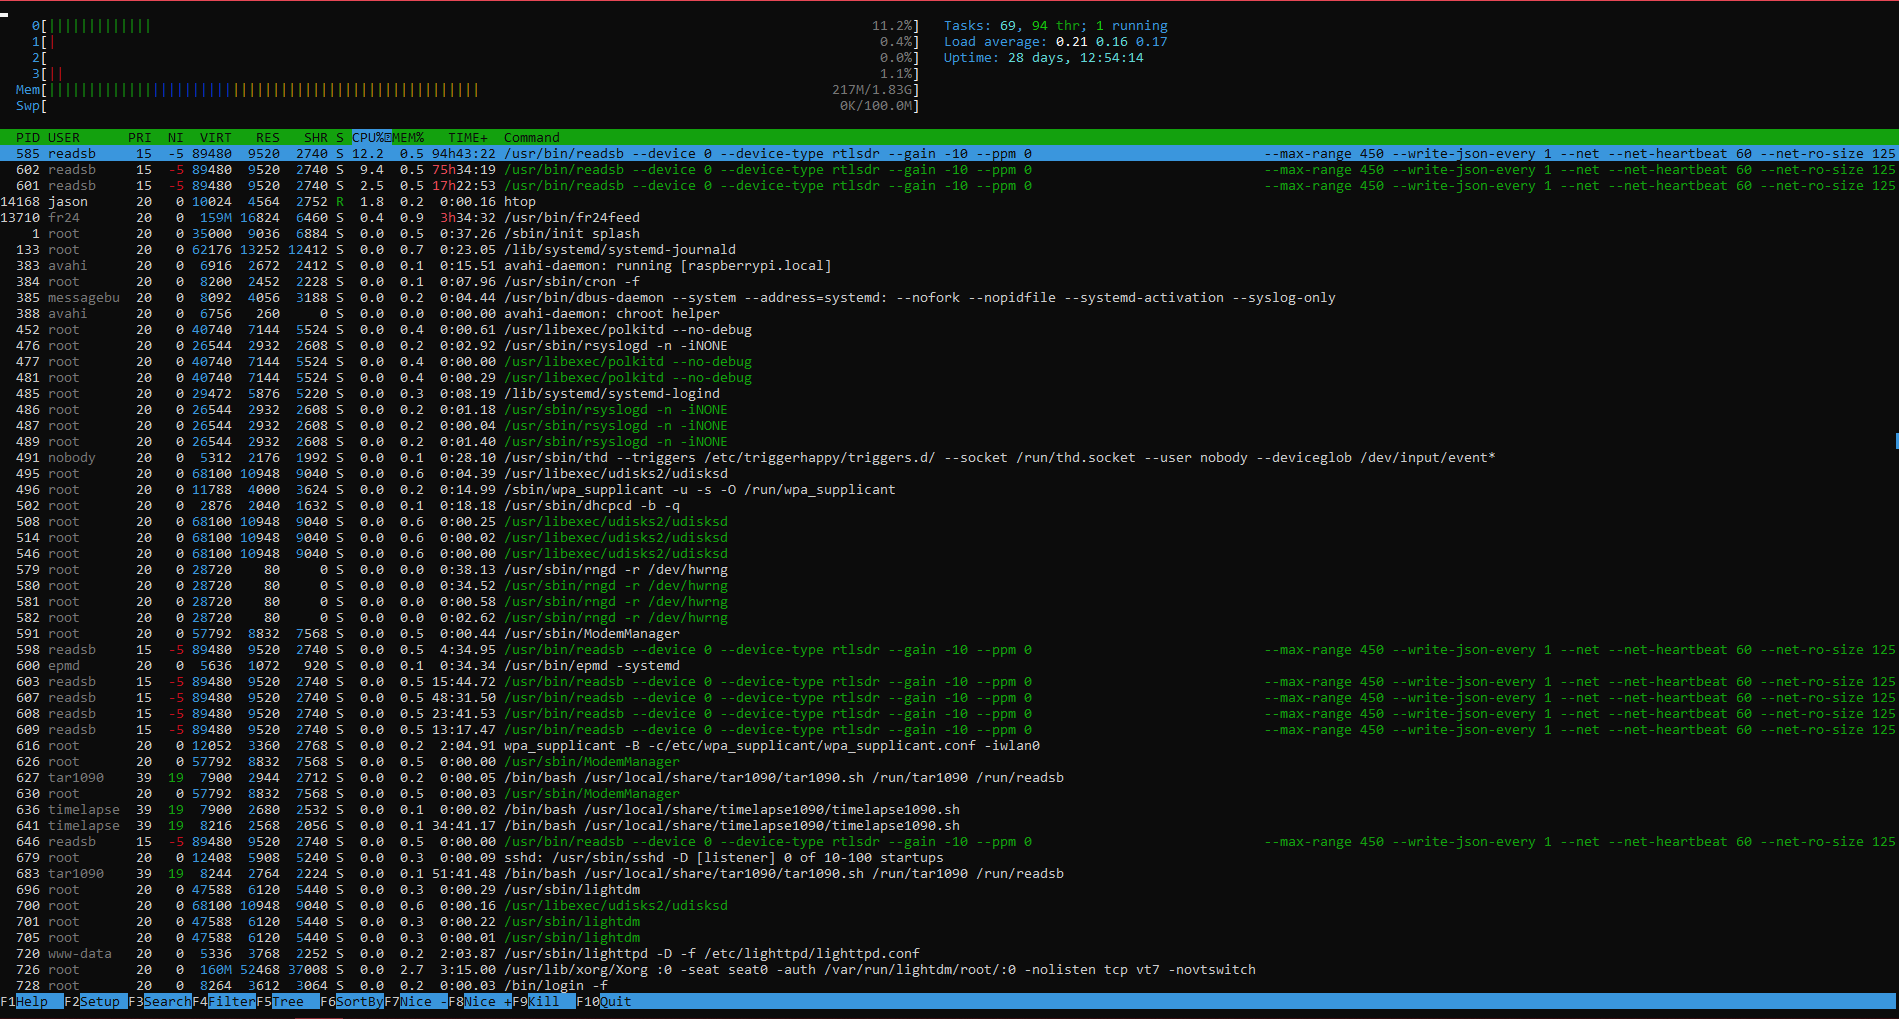 0[|||||||||||||                                                                                          11.2%]   Tasks: 69, 94 thr; 1 running
1[|                                                                                                       0.4%]   Load average: 0.21 0.16 0.17
2[                                                                                                        0.0%]   Uptime: 28 days, 12:54:14
3[||                                                                                                      1.1%]
Mem[||||||||||||||||||||||||||||||||||||||||||||||||||||||                                            217M/1.83G]
Swp[                                                                                                  0K/100.0M]
PID USER PRI NI VIRT RES SHR S CPU% MEM% TIME+ Command
585 readsb 15 -5 89480 9520 2740 S 12.2 0.5 94h43:22 /usr/bin/readsb --device 0 --device-type rtlsdr --gain -10 --ppm 0 --max-range 450 --write-json-every 1 --net --net-heartbeat 60 --net-ro-size 125
602 readsb 15 -5 89480 9520 2740 S 9.4 0.5 75h34:19 /usr/bin/readsb --device 0 --device-type rtlsdr --gain -10 --ppm 0 --max-range 450 --write-json-every 1 --net --net-heartbeat 60 --net-ro-size 125
601 readsb 15 -5 89480 9520 2740 S 2.5 0.5 17h22:53 /usr/bin/readsb --device 0 --device-type rtlsdr --gain -10 --ppm 0 --max-range 450 --write-json-every 1 --net --net-heartbeat 60 --net-ro-size 125
14168 jason 20 0 10024 4564 2752 R 1.8 0.2 0:00.16 htop
13710 fr24 20 0 159M 16824 6460 S 0.4 0.9 3h34:32 /usr/bin/fr24feed
1 root 20 0 35000 9036 6884 S 0.0 0.5 0:37.26 /sbin/init splash
133 root 20 0 62176 13252 12412 S 0.0 0.7 0:23.05 /lib/systemd/systemd-journald
383 avahi 20 0 6916 2672 2412 S 0.0 0.1 0:15.51 avahi-daemon: running [raspberrypi.local]
384 root 20 0 8200 2452 2228 S 0.0 0.1 0:07.96 /usr/sbin/cron -f
385 messagebu 20 0 8092 4056 3188 S 0.0 0.2 0:04.44 /usr/bin/dbus-daemon --system --address=systemd: --nofork --nopidfile --systemd-activation --syslog-only
388 avahi 20 0 6756 260 0 S 0.0 0.0 0:00.00 avahi-daemon: chroot helper
452 root 20 0 40740 7144 5524 S 0.0 0.4 0:00.61 /usr/libexec/polkitd --no-debug
476 root 20 0 26544 2932 2608 S 0.0 0.2 0:02.92 /usr/sbin/rsyslogd -n -iNONE
477 root 20 0 40740 7144 5524 S 0.0 0.4 0:00.00 /usr/libexec/polkitd --no-debug
481 root 20 0 40740 7144 5524 S 0.0 0.4 0:00.29 /usr/libexec/polkitd --no-debug
485 root 20 0 29472 5876 5220 S 0.0 0.3 0:08.19 /lib/systemd/systemd-logind
486 root 20 0 26544 2932 2608 S 0.0 0.2 0:01.18 /usr/sbin/rsyslogd -n -iNONE
487 root 20 0 26544 2932 2608 S 0.0 0.2 0:00.04 /usr/sbin/rsyslogd -n -iNONE
489 root 20 0 26544 2932 2608 S 0.0 0.2 0:01.40 /usr/sbin/rsyslogd -n -iNONE
491 nobody 20 0 5312 2176 1992 S 0.0 0.1 0:28.10 /usr/sbin/thd --triggers /etc/triggerhappy/triggers.d/ --socket /run/thd.socket --user nobody --deviceglob /dev/input/event*
495 root 20 0 68100 10948 9040 S 0.0 0.6 0:04.39 /usr/libexec/udisks2/udisksd
496 root 20 0 11788 4000 3624 S 0.0 0.2 0:14.99 /sbin/wpa_supplicant -u -s -O /run/wpa_supplicant
502 root 20 0 2876 2040 1632 S 0.0 0.1 0:18.18 /usr/sbin/dhcpcd -b -q
508 root 20 0 68100 10948 9040 S 0.0 0.6 0:00.25 /usr/libexec/udisks2/udisksd
514 root 20 0 68100 10948 9040 S 0.0 0.6 0:00.02 /usr/libexec/udisks2/udisksd
546 root 20 0 68100 10948 9040 S 0.0 0.6 0:00.00 /usr/libexec/udisks2/udisksd
579 root 20 0 28720 80 0 S 0.0 0.0 0:38.13 /usr/sbin/rngd -r /dev/hwrng
580 root 20 0 28720 80 0 S 0.0 0.0 0:34.52 /usr/sbin/rngd -r /dev/hwrng
581 root 20 0 28720 80 0 S 0.0 0.0 0:00.58 /usr/sbin/rngd -r /dev/hwrng
582 root 20 0 28720 80 0 S 0.0 0.0 0:02.62 /usr/sbin/rngd -r /dev/hwrng
591 root 20 0 57792 8832 7568 S 0.0 0.5 0:00.44 /usr/sbin/ModemManager
598 readsb 15 -5 89480 9520 2740 S 0.0 0.5 4:34.95 /usr/bin/readsb --device 0 --device-type rtlsdr --gain -10 --ppm 0 --max-range 450 --write-json-every 1 --net --net-heartbeat 60 --net-ro-size 125
600 epmd 20 0 5636 1072 920 S 0.0 0.1 0:34.34 /usr/bin/epmd -systemd
603 readsb 15 -5 89480 9520 2740 S 0.0 0.5 15:44.72 /usr/bin/readsb --device 0 --device-type rtlsdr --gain -10 --ppm 0 --max-range 450 --write-json-every 1 --net --net-heartbeat 60 --net-ro-size 125
607 readsb 15 -5 89480 9520 2740 S 0.0 0.5 48:31.50 /usr/bin/readsb --device 0 --device-type rtlsdr --gain -10 --ppm 0 --max-range 450 --write-json-every 1 --net --net-heartbeat 60 --net-ro-size 125
608 readsb 15 -5 89480 9520 2740 S 0.0 0.5 23:41.53 /usr/bin/readsb --device 0 --device-type rtlsdr --gain -10 --ppm 0 --max-range 450 --write-json-every 1 --net --net-heartbeat 60 --net-ro-size 125
609 readsb 15 -5 89480 9520 2740 S 0.0 0.5 13:17.47 /usr/bin/readsb --device 0 --device-type rtlsdr --gain -10 --ppm 0 --max-range 450 --write-json-every 1 --net --net-heartbeat 60 --net-ro-size 125
616 root 20 0 12052 3360 2768 S 0.0 0.2 2:04.91 wpa_supplicant -B -c/etc/wpa_supplicant/wpa_supplicant.conf -iwlan0
626 root 20 0 57792 8832 7568 S 0.0 0.5 0:00.00 /usr/sbin/ModemManager
627 tar1090 39 19 7900 2944 2712 S 0.0 0.2 0:00.05 /bin/bash /usr/local/share/tar1090/tar1090.sh /run/tar1090 /run/readsb
630 root 20 0 57792 8832 7568 S 0.0 0.5 0:00.03 /usr/sbin/ModemManager
636 timelapse 39 19 7900 2680 2532 S 0.0 0.1 0:00.02 /bin/bash /usr/local/share/timelapse1090/timelapse1090.sh
641 timelapse 39 19 8216 2568 2056 S 0.0 0.1 34:41.17 /bin/bash /usr/local/share/timelapse1090/timelapse1090.sh
646 readsb 15 -5 89480 9520 2740 S 0.0 0.5 0:00.00 /usr/bin/readsb --device 0 --device-type rtlsdr --gain -10 --ppm 0 --max-range 450 --write-json-every 1 --net --net-heartbeat 60 --net-ro-size 125
679 root 20 0 12408 5908 5240 S 0.0 0.3 0:00.09 sshd: /usr/sbin/sshd -D [listener] 0 of 10-100 startups
683 tar1090 39 19 8244 2764 2224 S 0.0 0.1 51:41.48 /bin/bash /usr/local/share/tar1090/tar1090.sh /run/tar1090 /run/readsb
696 root 20 0 47588 6120 5440 S 0.0 0.3 0:00.29 /usr/sbin/lightdm
700 root 20 0 68100 10948 9040 S 0.0 0.6 0:00.16 /usr/libexec/udisks2/udisksd
701 root 20 0 47588 6120 5440 S 0.0 0.3 0:00.22 /usr/sbin/lightdm
705 root 20 0 47588 6120 5440 S 0.0 0.3 0:00.01 /usr/sbin/lightdm
720 www-data 20 0 5336 3768 2252 S 0.0 0.2 2:03.87 /usr/sbin/lighttpd -D -f /etc/lighttpd/lighttpd.conf
726 root 20 0 160M 52468 37008 S 0.0 2.7 3:15.00 /usr/lib/xorg/Xorg :0 -seat seat0 -auth /var/run/lightdm/root/:0 -nolisten tcp vt7 -novtswitch
728 root 20 0 8264 3612 3064 S 0.0 0.2 0:00.03 /bin/login -f
F1Help F2Setup F3SearchF4FilterF5Tree F6SortByF7Nice -F8Nice +F9Kill F10Quit